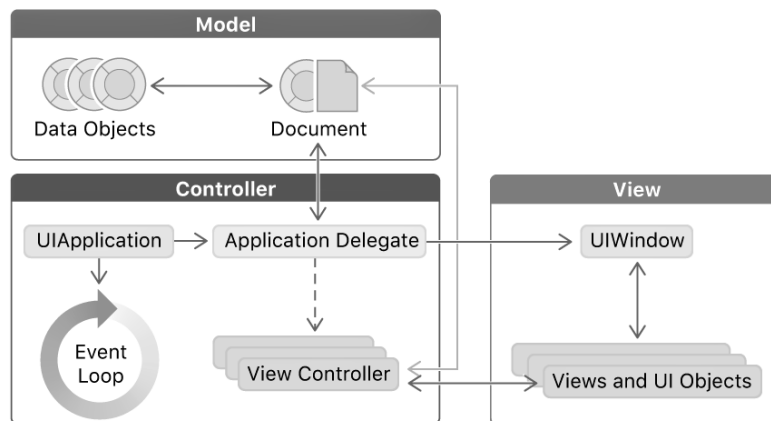 Model
Data Objects
Document
Controller
View
UIApplication
Application Delegate
UIWindow
Event
Loop
View Controller
Views and UI Objects